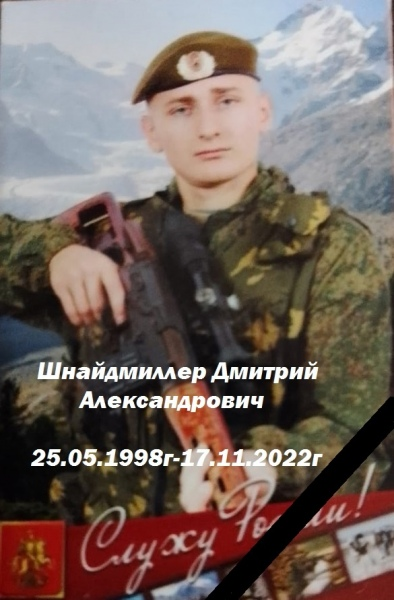 Шнайдмиллер Дмитрий
Александрович
25.05.1998г-17.11.2022г
Служу России!